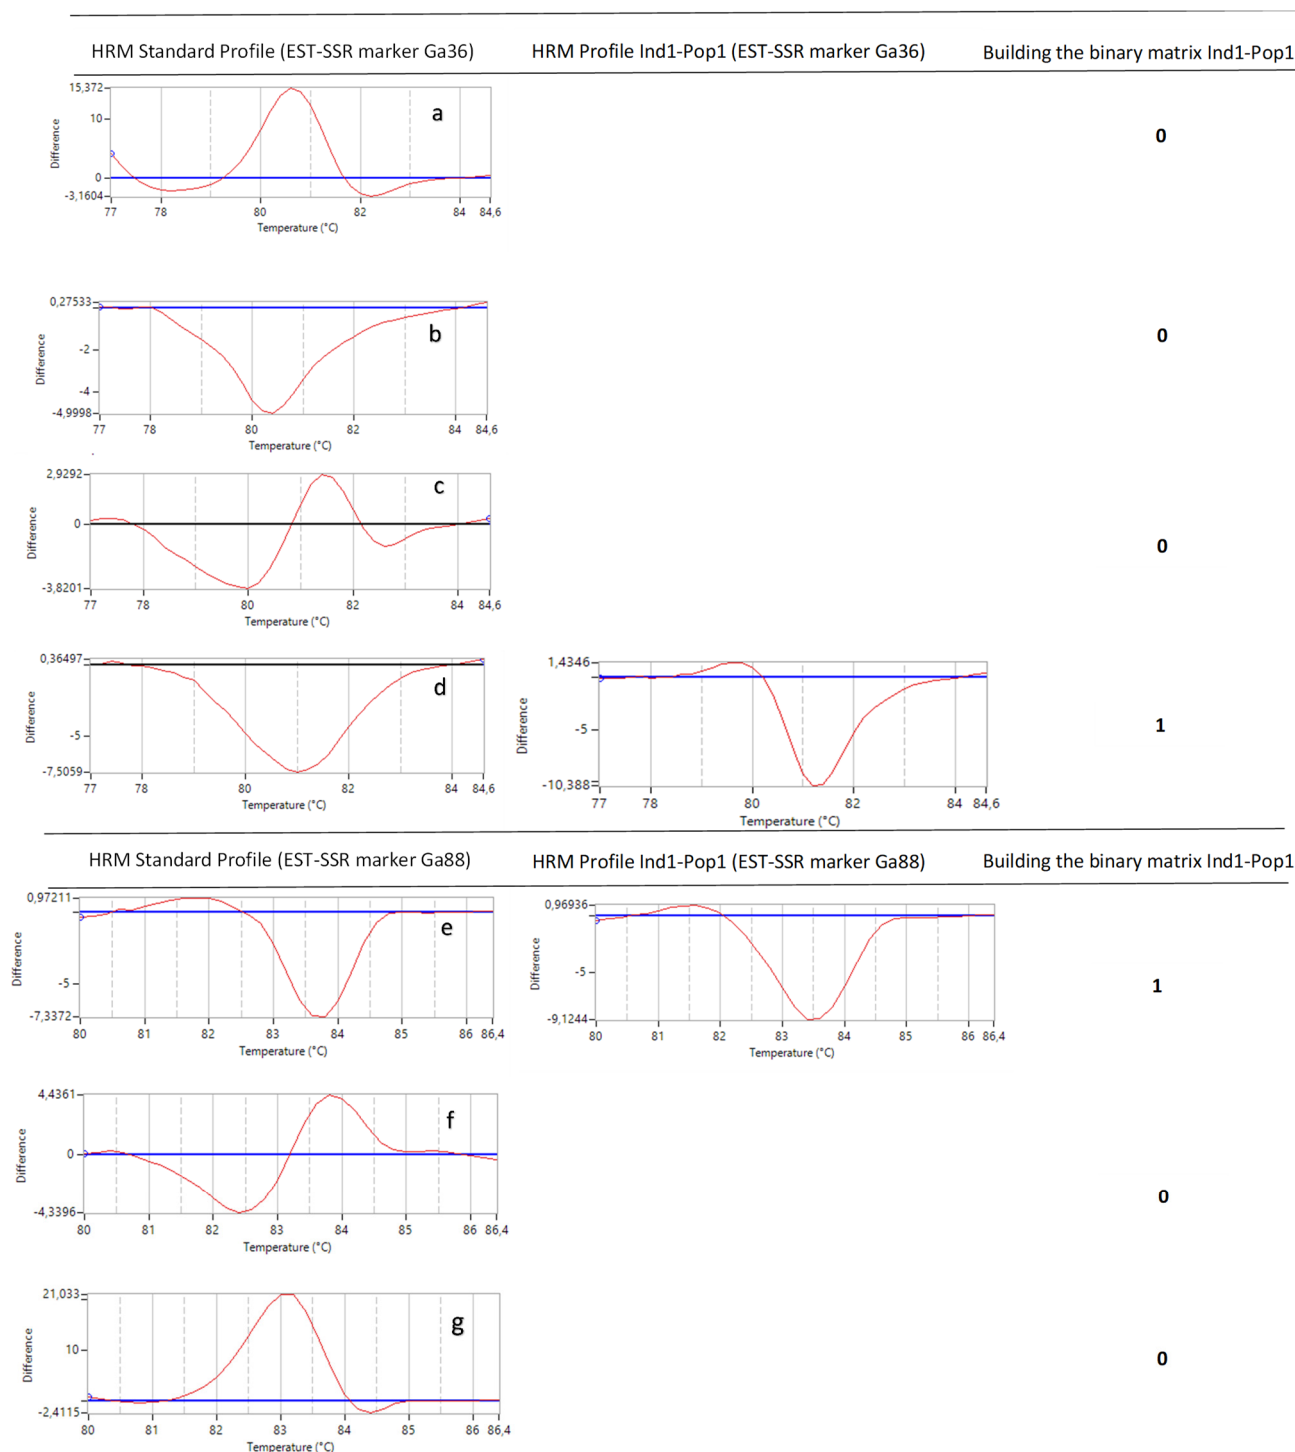 HRM Standard Profile (EST-SSR marker Ga36) HRM Profile Ind1-Pop1 (EST-SSR marker Ga36) Building the binary matrix Ind1-Pop1
15,372
10
0
-3,1604
Difference
a
0
77 78 80 82 84 84,6
Temperature (°C)
0,27533
-2
-4
-4,9998
Difference
b
0
77 78 80 82 84 84,6
Temperature (°C)
2,9292
0
-3,8201
Difference
c
0
77 78 80 82 84 84,6
Temperature (°C)
0,36497
-5
-7,5059
Difference
d
77 78 80 82 84 84,6
Temperature (°C)
1,4346
-5
-10,388
Difference
1
77 78 80 82 84 84,6
Temperature (°C)
HRM Standard Profile (EST-SSR marker Ga88) HRM Profile Ind1-Pop1 (EST-SSR marker Ga88) Building the binary matrix Ind1-Pop1
0,97211
-5
-7,3372
Difference
e
80 81 82 83 84 85 86 86,4
Temperature (°C)
0,96936
-5
-9,1244
Difference
1
80 81 82 83 84 85 86 86,4
Temperature (°C)
4,4361
0
-4,3396
Difference
f
0
80 81 82 83 84 85 86 86,4
Temperature (°C)
21,033
10
-2,4115
Difference
g
0
80 81 82 83 84 85 86 86,4
Temperature (°C)